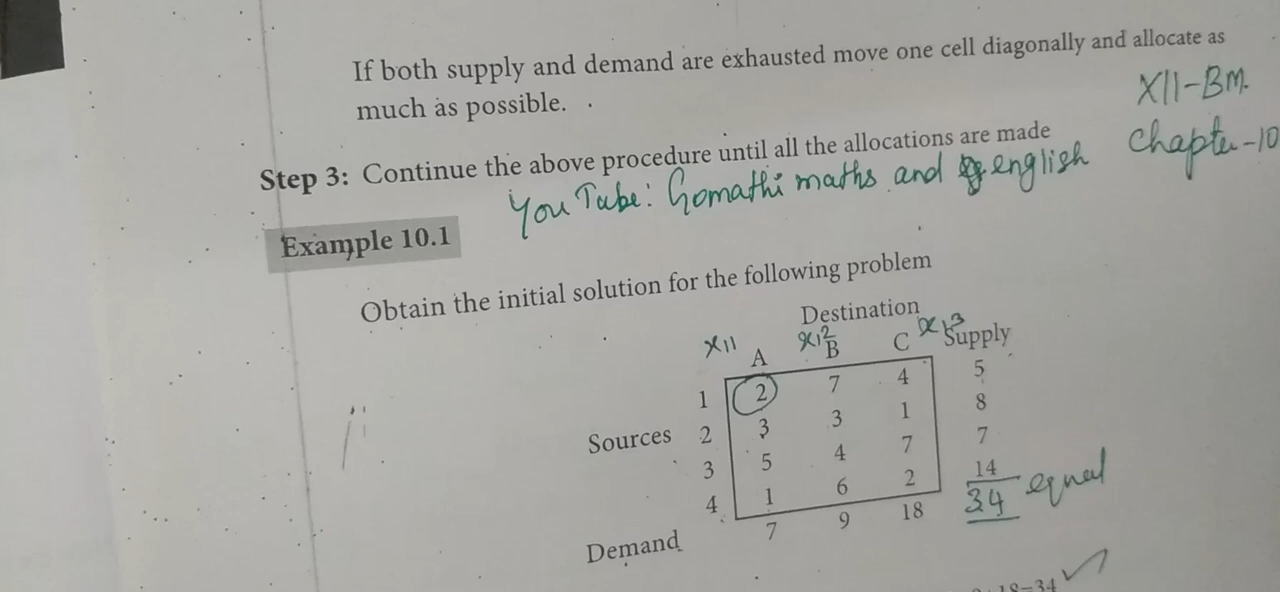 If both supply and demand are exhausted move one cell diagonally and allocate as
much as possible.
XII-BM.
Step 3: Continue the above procedure until all the allocations are made
Chapter-10
YouTube: Gomathi maths and english
Example 10.1
Obtain the initial solution for the following problem
Destination
x11 x12 x13
A B C Supply
1 2 7 4 5
Sources 2 3 3 1 8
3 5 4 7 7
4 1 6 2 14
34 equal
Demand 7 9 18
18=34